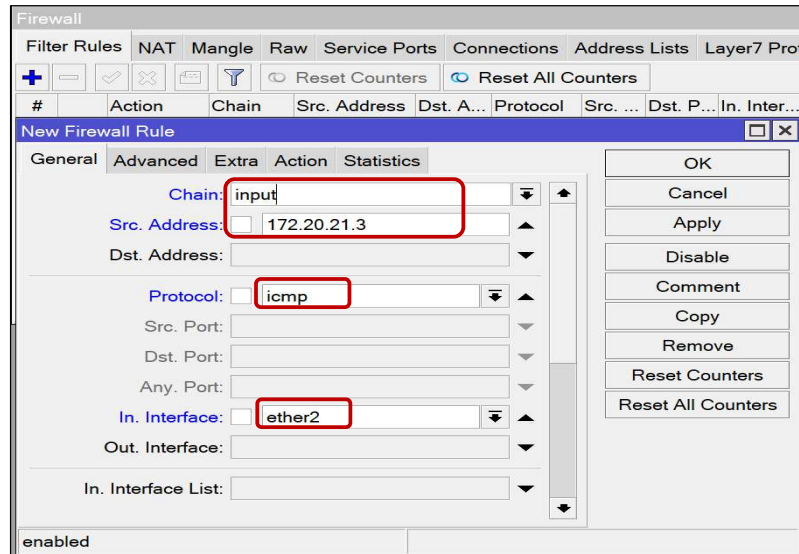 Firewall
Filter Rules NAT Mangle Raw Service Ports Connections Address Lists Layer7 Pro
Reset Counters Reset All Counters
# Action Chain Src. Address Dst. A... Protocol Src. ... Dst. P... In. Inter...
New Firewall Rule
General Advanced Extra Action Statistics
OK
Chain: input
Cancel
Src. Address: 172.20.21.3
Apply
Dst. Address:
Disable
Protocol: icmp
Comment
Src. Port:
Copy
Dst. Port:
Remove
Any. Port:
Reset Counters
In. Interface: ether2
Reset All Counters
Out. Interface:
In. Interface List:
enabled